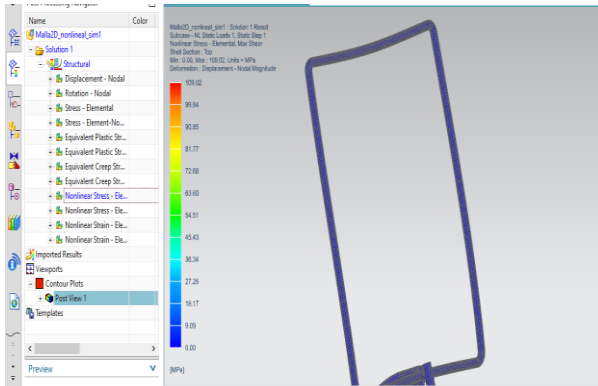 Post Processing Navigator
Name Color
Malla2D_nonlineal_sim1
Solution 1
Structural
Displacement - Nodal
Rotation - Nodal
Stress - Elemental
Stress - Element-No...
Equivalent Plastic Str...
Equivalent Plastic Str...
Equivalent Creep Str...
Equivalent Creep Str...
Nonlinear Stress - Ele...
Nonlinear Stress - Ele...
Nonlinear Strain - Ele...
Nonlinear Strain - Ele...
Imported Results
Viewports
Contour Plots
Post View 1
Templates
Preview
Malla2D_nonlineal_sim1 : Solution 1 Result
Subcase - NL Static Loads 1, Static Step 1
Nonlinear Stress - Elemental, Max Shear
Shell Section : Top
Min : 0.00, Max : 109.02, Units = MPa
Deformation : Displacement - Nodal Magnitude
109.02
99.94
90.85
81.77
72.68
63.60
54.51
45.43
36.34
27.26
18.17
9.09
0.00
[MPa]